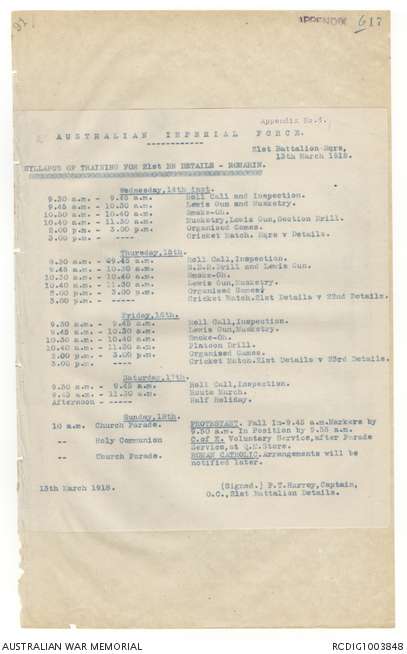 APPENDIX 617
Appendix No.4.
AUSTRALIAN IMPERIAL FORCE.
21st Battalion-Hqrs,
13th March 1918.
SYLLABUS OF TRAINING FOR 21st BN DETAILS - ROMARIN.
Wednesday, 14th inst.
9.30 a.m. - 9.45 a.m. Roll Call and Inspection.
9.45 a.m. - 10.30 a.m. Lewis Gun and Musketry.
10.30 a.m. - 10.40 a.m. Smoke-Oh.
10.40 a.m. - 11.30 a.m. Musketry, Lewis Gun, Section Drill.
2.00 p.m. - 3.00 p.m. Organised Games.
3.00 p.m. ---- Cricket Match. Hqrs v Details.
Thursday, 15th.
9.30 a.m. - 9.45 a.m. Roll Call, Inspection.
9.45 a.m. - 10.30 a.m. Drill and Lewis Gun.
10.30 a.m. - 10.40 a.m. Smoke-Oh.
10.40 a.m. - 11.30 a.m. Lewis Gun, Musketry.
3.00 p.m. Organised Games.
3.00 p.m. ----- Cricket Match. 21st Details v 22nd Details.
Friday, 16th.
9.30 a.m. - 9.45 a.m. Roll Call, Inspection.
9.45 a.m. - 10.30 a.m. Lewis Gun, Musketry.
10.30 a.m. - 10.40 a.m. Smoke-Oh.
10.40 a.m. - 11.30 a.m. Platoon Drill.
2.00 p.m. - 3.00 p.m. Organised Games.
3.00 p.m. ---- Cricket Match. 21st Details v 23rd Details.
Saturday, 17th.
9.30 a.m. - 9.45 a.m. Roll Call, Inspection.
9.45 a.m. - 11.30 a.m. Route March.
Afternoon - ----- Half Holiday.
Sunday, 18th.
10 a.m. Church Parade. PROTESTANT. Fall in-9.45 a.m. Markers by
9.30 a.m. In Position by 9.55 a.m.
-- Holy Communion C.of E. Voluntary Service, after Parade
Service, at Q.M. Store.
-- Church Parade. ROMAN CATHOLIC. Arrangements will be
notified later.
13th March 1918. (Signed.) Captain,
O.C., 21st Battalion Details.
AUSTRALIAN WAR MEMORIAL RCDIG1003848